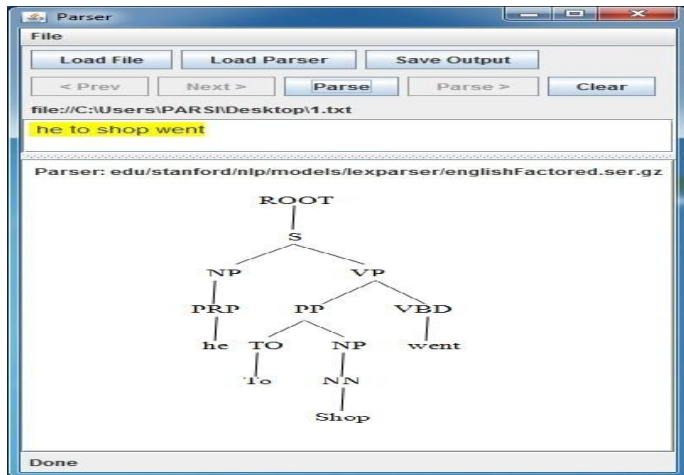 Parser
File
Load File Load Parser Save Output
< Prev Next > Parse Parse > Clear
file://C:\Users\PARSI\Desktop\1.txt
he to shop went
Parser: edu/stanford/nlp/models/lexparser/englishFactored.ser.gz
ROOT
S
NP VP
PRP PP VBD
he TO NP went
To NN
Shop
Done